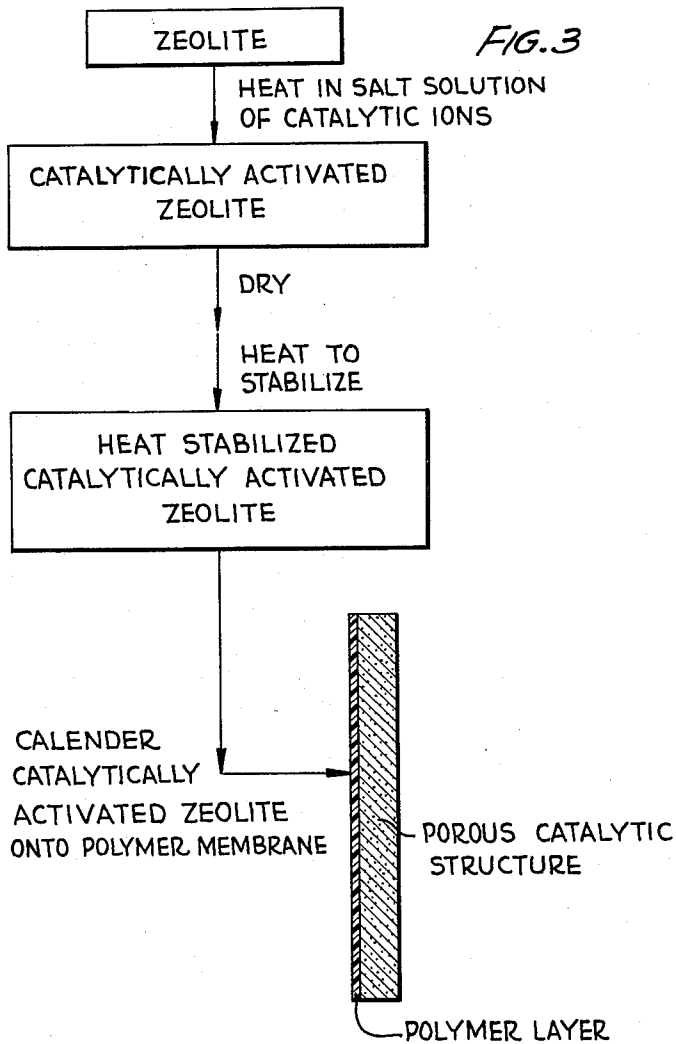 ZEOLITE
FIG.3
HEAT IN SALT SOLUTION
OF CATALYTIC IONS
CATALYTICALLY ACTIVATED
ZEOLITE
DRY
HEAT TO
STABILIZE
HEAT STABILIZED
CATALYTICALLY ACTIVATED
ZEOLITE
CALENDER
CATALYTICALLY
ACTIVATED ZEOLITE
ONTO POLYMER MEMBRANE
POROUS CATALYTIC
STRUCTURE
POLYMER LAYER